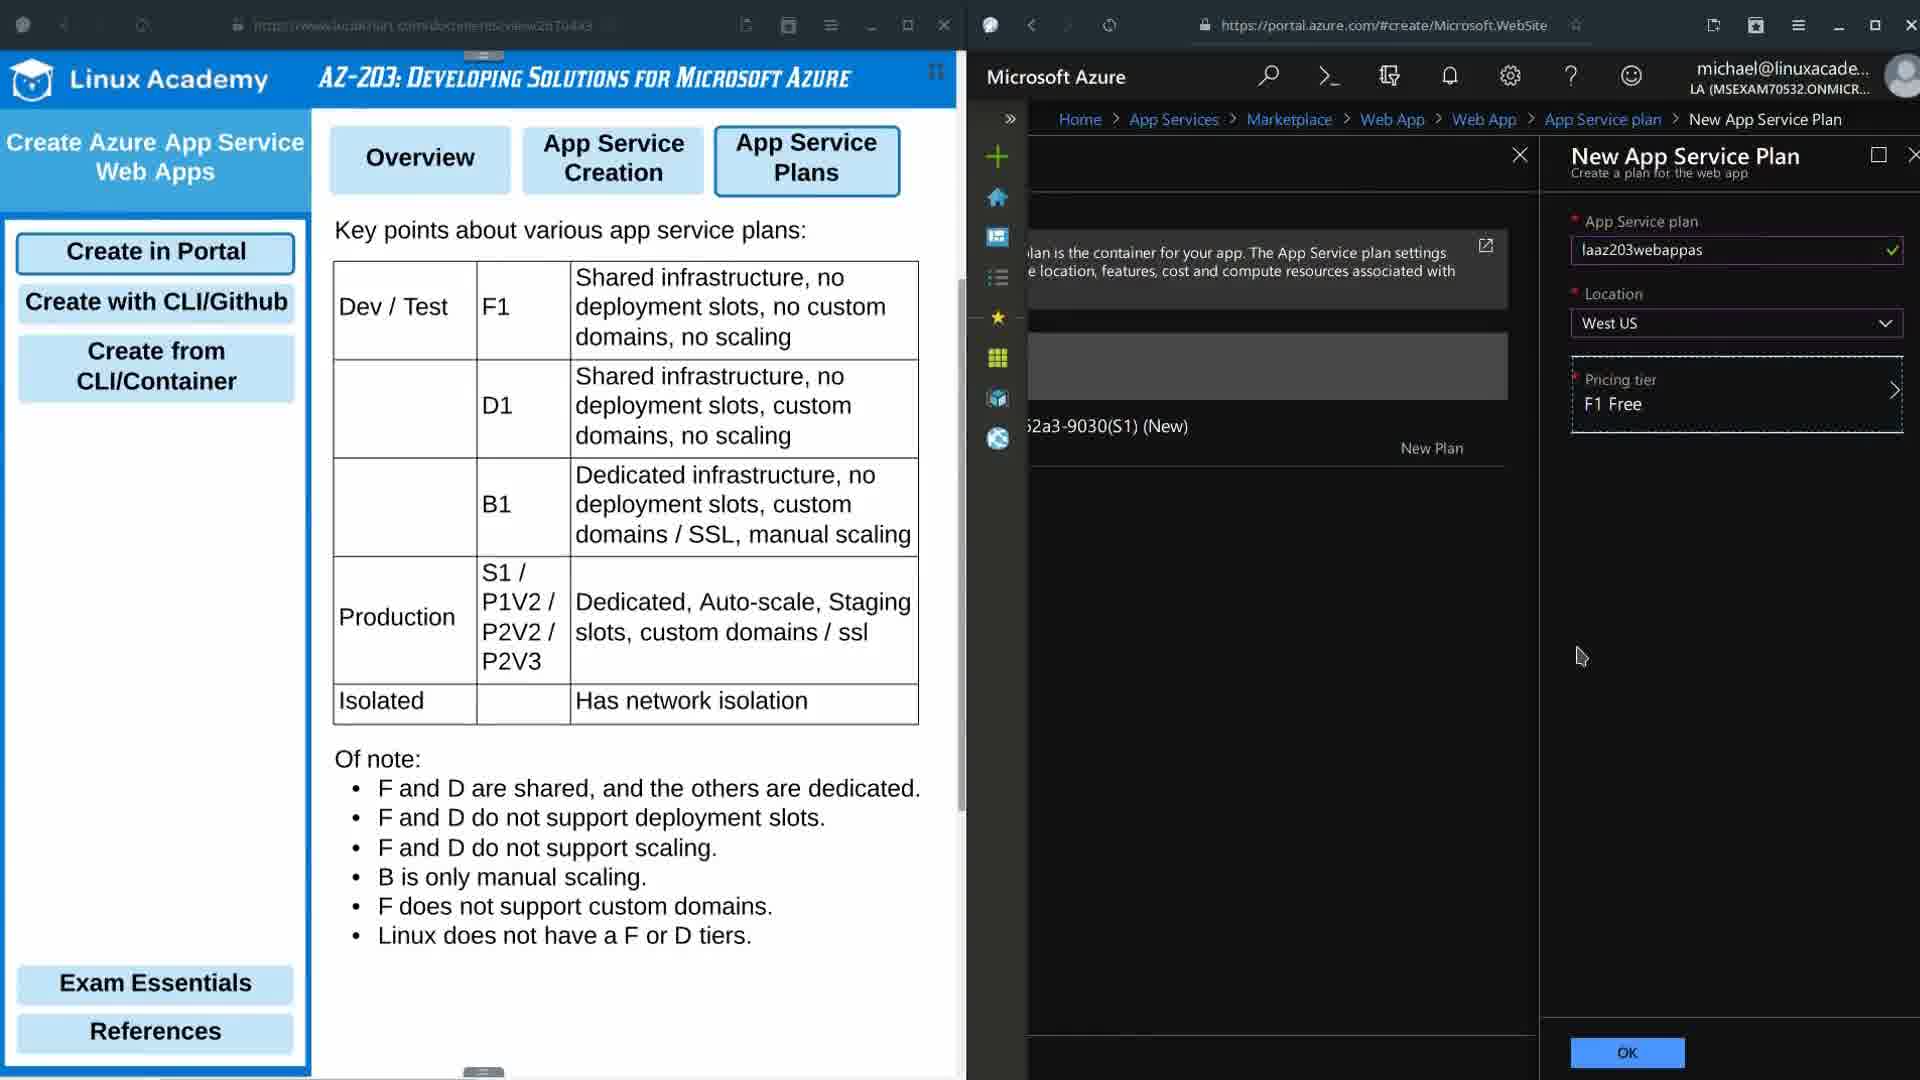 https://portal.azure.com/#create/Microsoft.WebSite
Linux Academy
AZ-203: Developing Solutions for Microsoft Azure
Create Azure App Service
Web Apps
Create in Portal
Create with CLI/Github
Create from
CLI/Container
Exam Essentials
References
Overview
App Service
Creation
App Service
Plans
Key points about various app service plans:
Dev / Test
F1
Shared infrastructure, no
deployment slots, no custom
domains, no scaling
D1
Shared infrastructure, no
deployment slots, custom
domains, no scaling
B1
Dedicated infrastructure, no
deployment slots, custom
domains / SSL, manual scaling
Production
S1 /
P1V2 /
P2V2 /
P2V3
Dedicated, Auto-scale, Staging
slots, custom domains / ssl
Isolated
Has network isolation
Of note:
• F and D are shared, and the others are dedicated.
• F and D do not support deployment slots.
• F and D do not support scaling.
• B is only manual scaling.
• F does not support custom domains.
• Linux does not have a F or D tiers.
Microsoft Azure
michael@linuxacade...
LA (MSEXAM70532.ONMICR...
Home > App Services > Marketplace > Web App > Web App > App Service plan > New App Service Plan
lan is the container for your app. The App Service plan settings
e location, features, cost and compute resources associated with
52a3-9030(S1) (New)
New Plan
New App Service Plan
Create a plan for the web app
* App Service plan
laaz203webappas
* Location
West US
* Pricing tier
F1 Free
OK